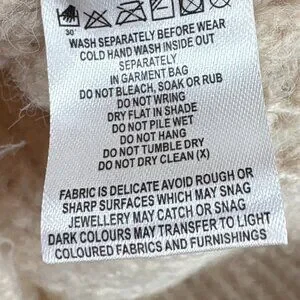 30°
WASH SEPARATELY BEFORE WEAR
COLD HAND WASH INSIDE OUT
SEPARATELY
IN GARMENT BAG
DO NOT BLEACH, SOAK OR RUB
DO NOT WRING
DRY FLAT IN SHADE
DO NOT PILE WET
DO NOT HANG
DO NOT TUMBLE DRY
DO NOT DRY CLEAN (X)
FABRIC IS DELICATE AVOID ROUGH OR
SHARP SURFACES WHICH MAY SNAG
JEWELLERY MAY CATCH OR SNAG
DARK COLOURS MAY TRANSFER TO LIGHT
COLOURED FABRICS AND FURNISHINGS